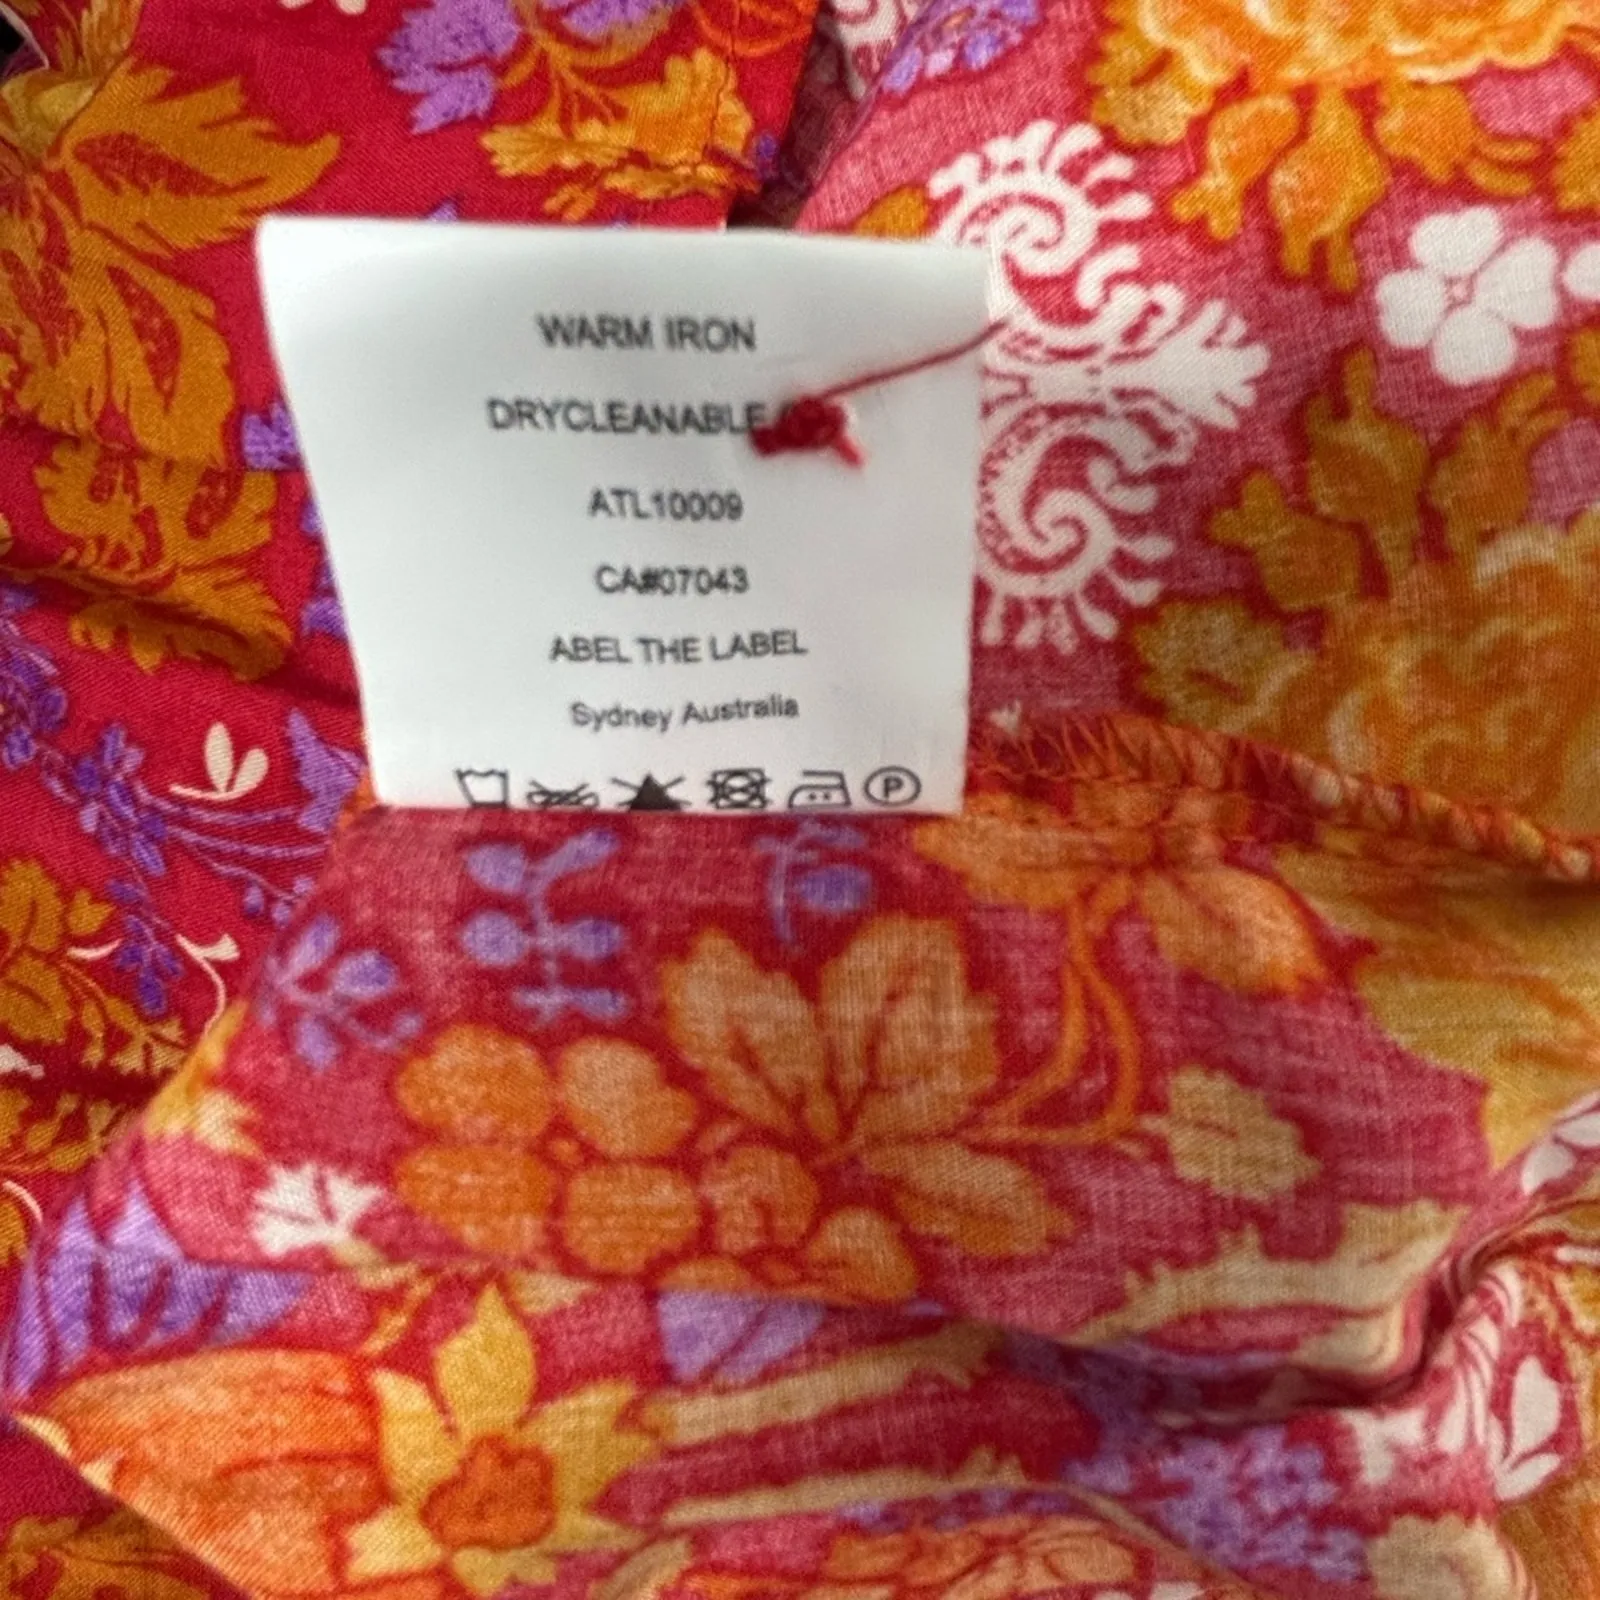 WARM IRON
DRYCLEANABLE
ATL10009
CA#07043
ABEL THE LABEL
Sydney Australia
P